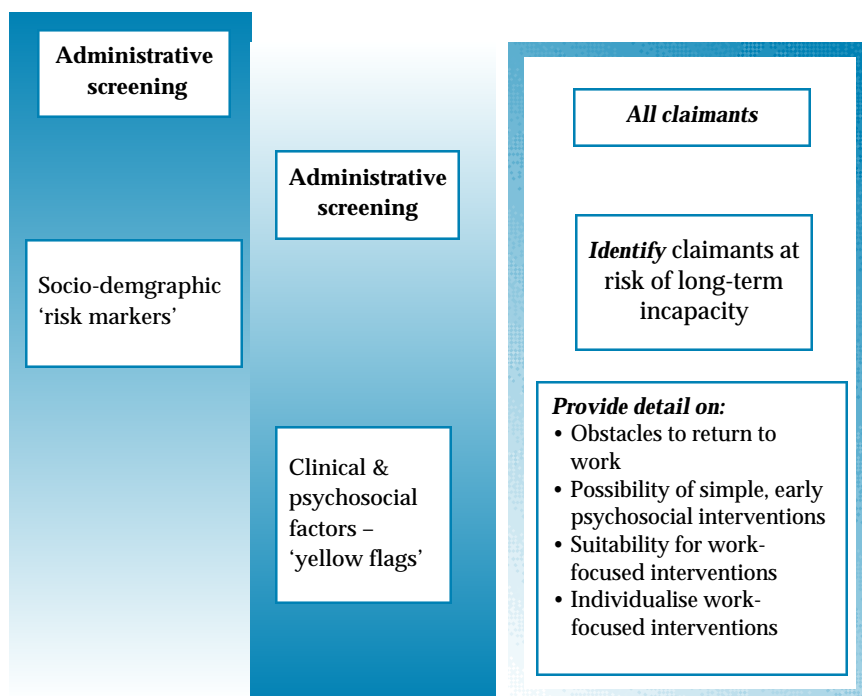 Administrative
screening
Socio-demgraphic
‘risk markers’
Administrative
screening
Clinical &
psychosocial
factors –
‘yellow flags’
All claimants
Identify claimants at
risk of long-term
incapacity
Provide detail on:
• Obstacles to return to
work
• Possibility of simple, early
psychosocial interventions
• Suitability for work-
focused interventions
• Individualise work-
focused interventions